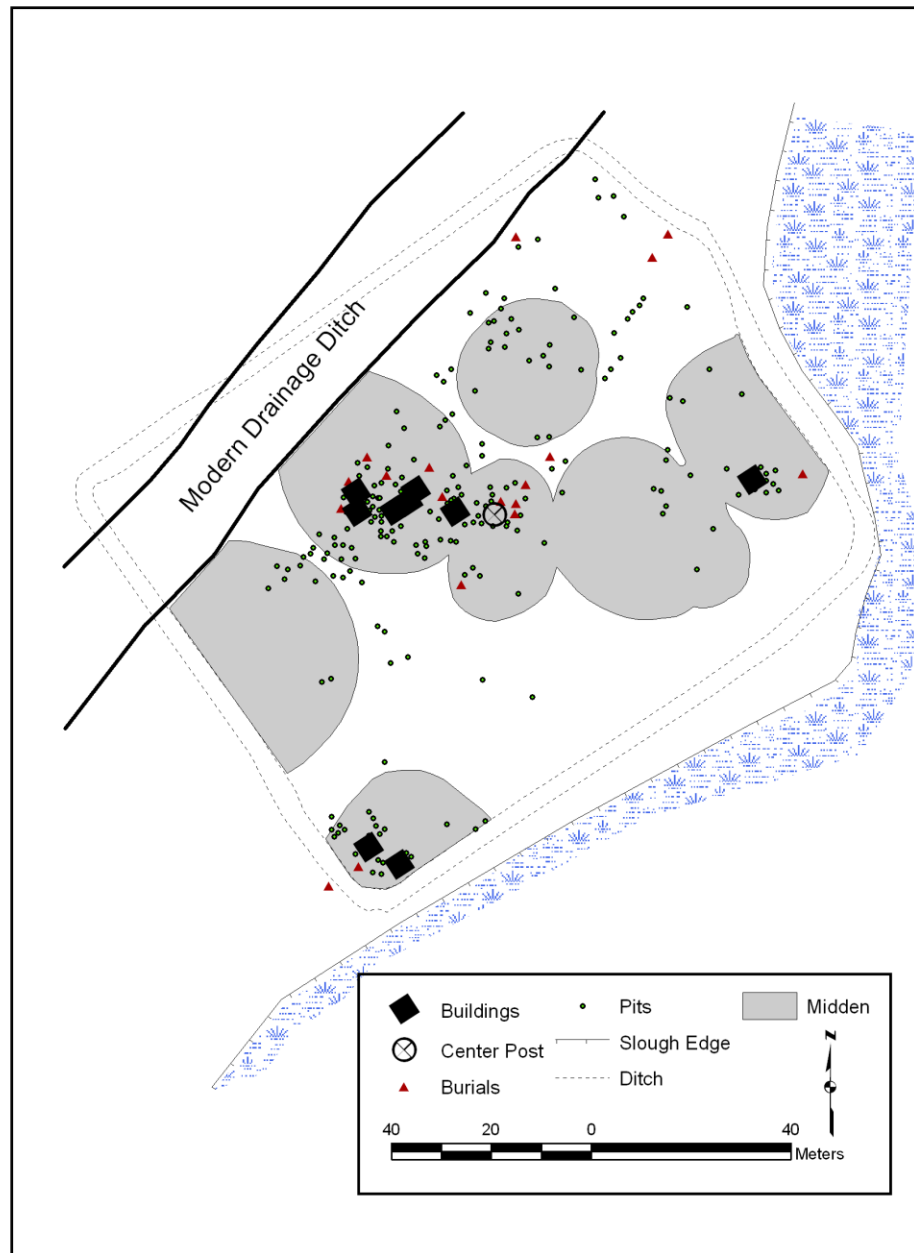 Modern Drainage Ditch
Buildings
Pits
Midden
Center Post
Slough Edge
Burials
Ditch
N
40 20 0 40
Meters